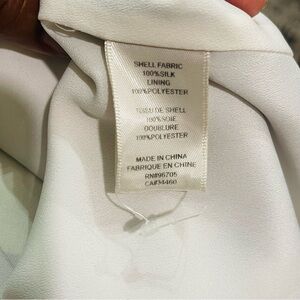 SHELL FABRIC
100%SILK
LINING
100%POLYESTER
DE SHELL
100%SOIE
DOUBLURE
100%POLYESTER
MADE IN CHINA
FABRIQUE EN CHINE
RN#96705
CA#34460